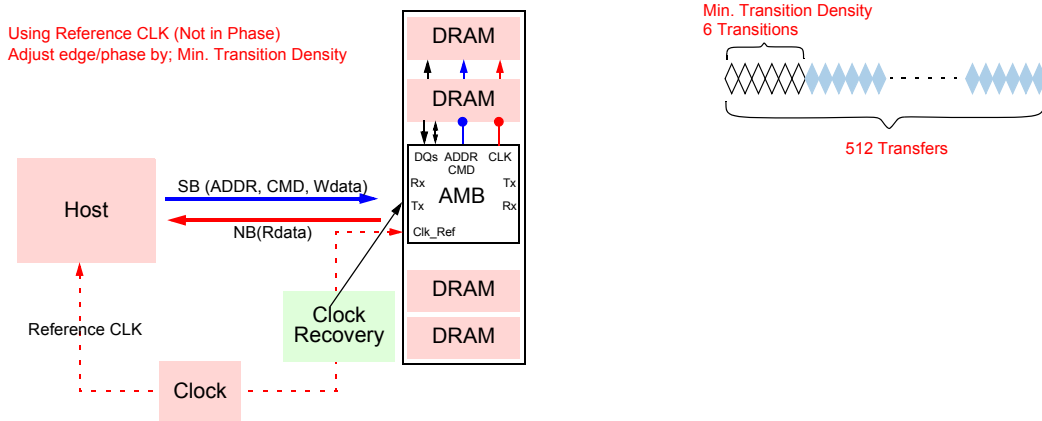 Using Reference CLK (Not in Phase)
Adjust edge/phase by; Min. Transition Density
Min. Transition Density
6 Transitions
512 Transfers
DRAM
DRAM
DQs ADDR CLK
CMD
Rx Tx
AMB
Tx Rx
Clk_Ref
Host
SB (ADDR, CMD, Wdata)
NB(Rdata)
DRAM
DRAM
Clock
Recovery
Reference CLK
Clock